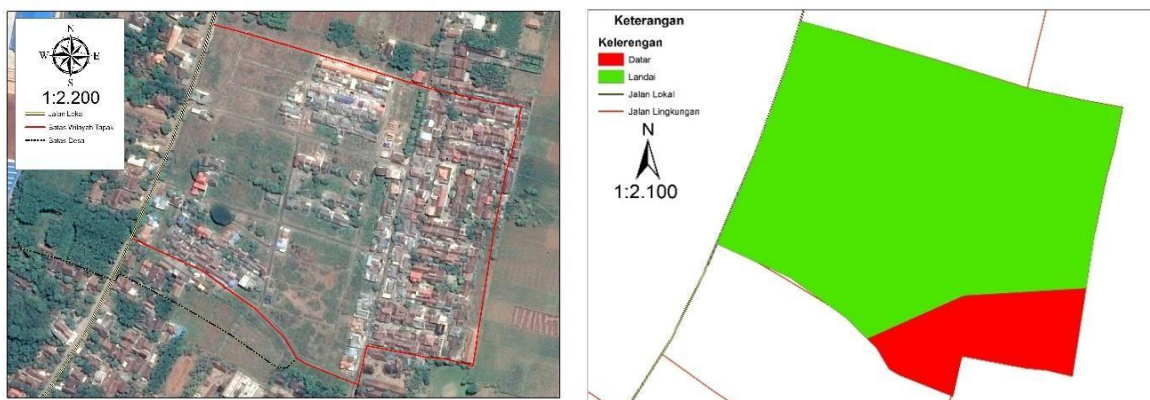 N
W E
S
1:2.200
Jalan Lokal
Batas Wilayah Tapak
Batas Desa
Keterangan
Kelerengan
Datar
Landai
Jalan Lokal
Jalan Lingkungan
N
1:2.100